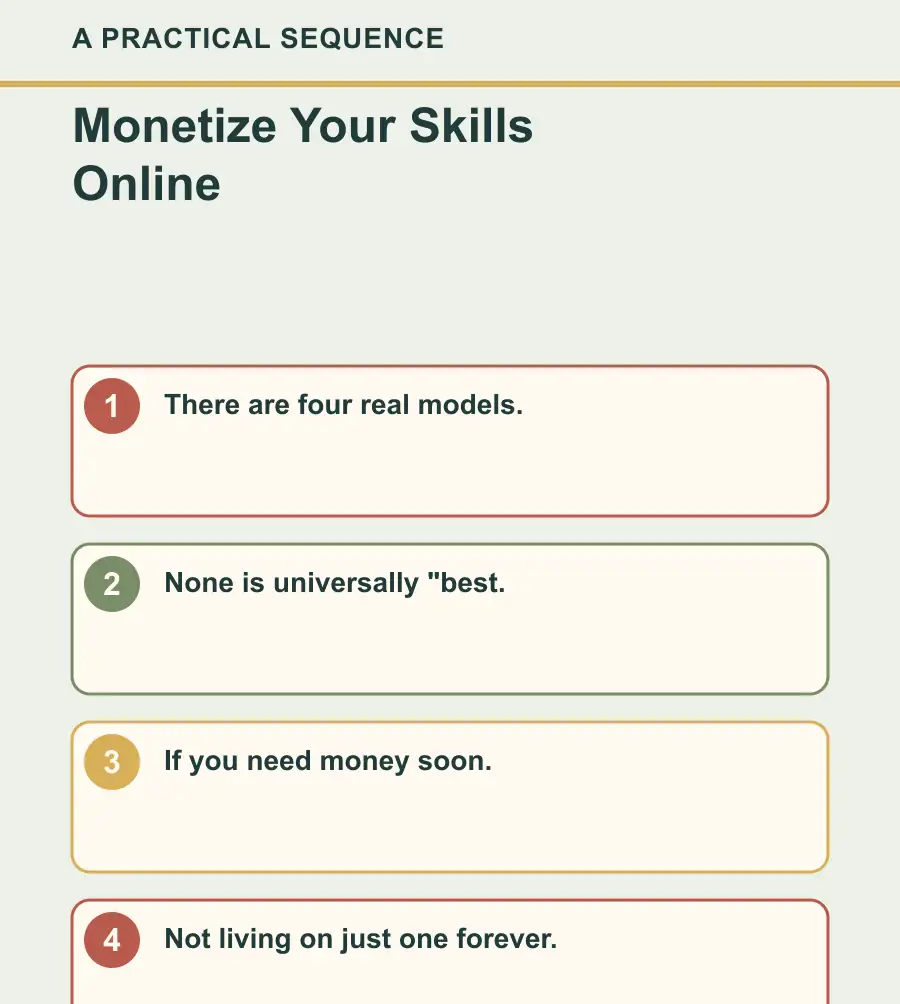 A PRACTICAL SEQUENCE
Monetize Your Skills
Online
1
There are four real models.
2
None is universally "best.
3
If you need money soon.
4
Not living on just one forever.